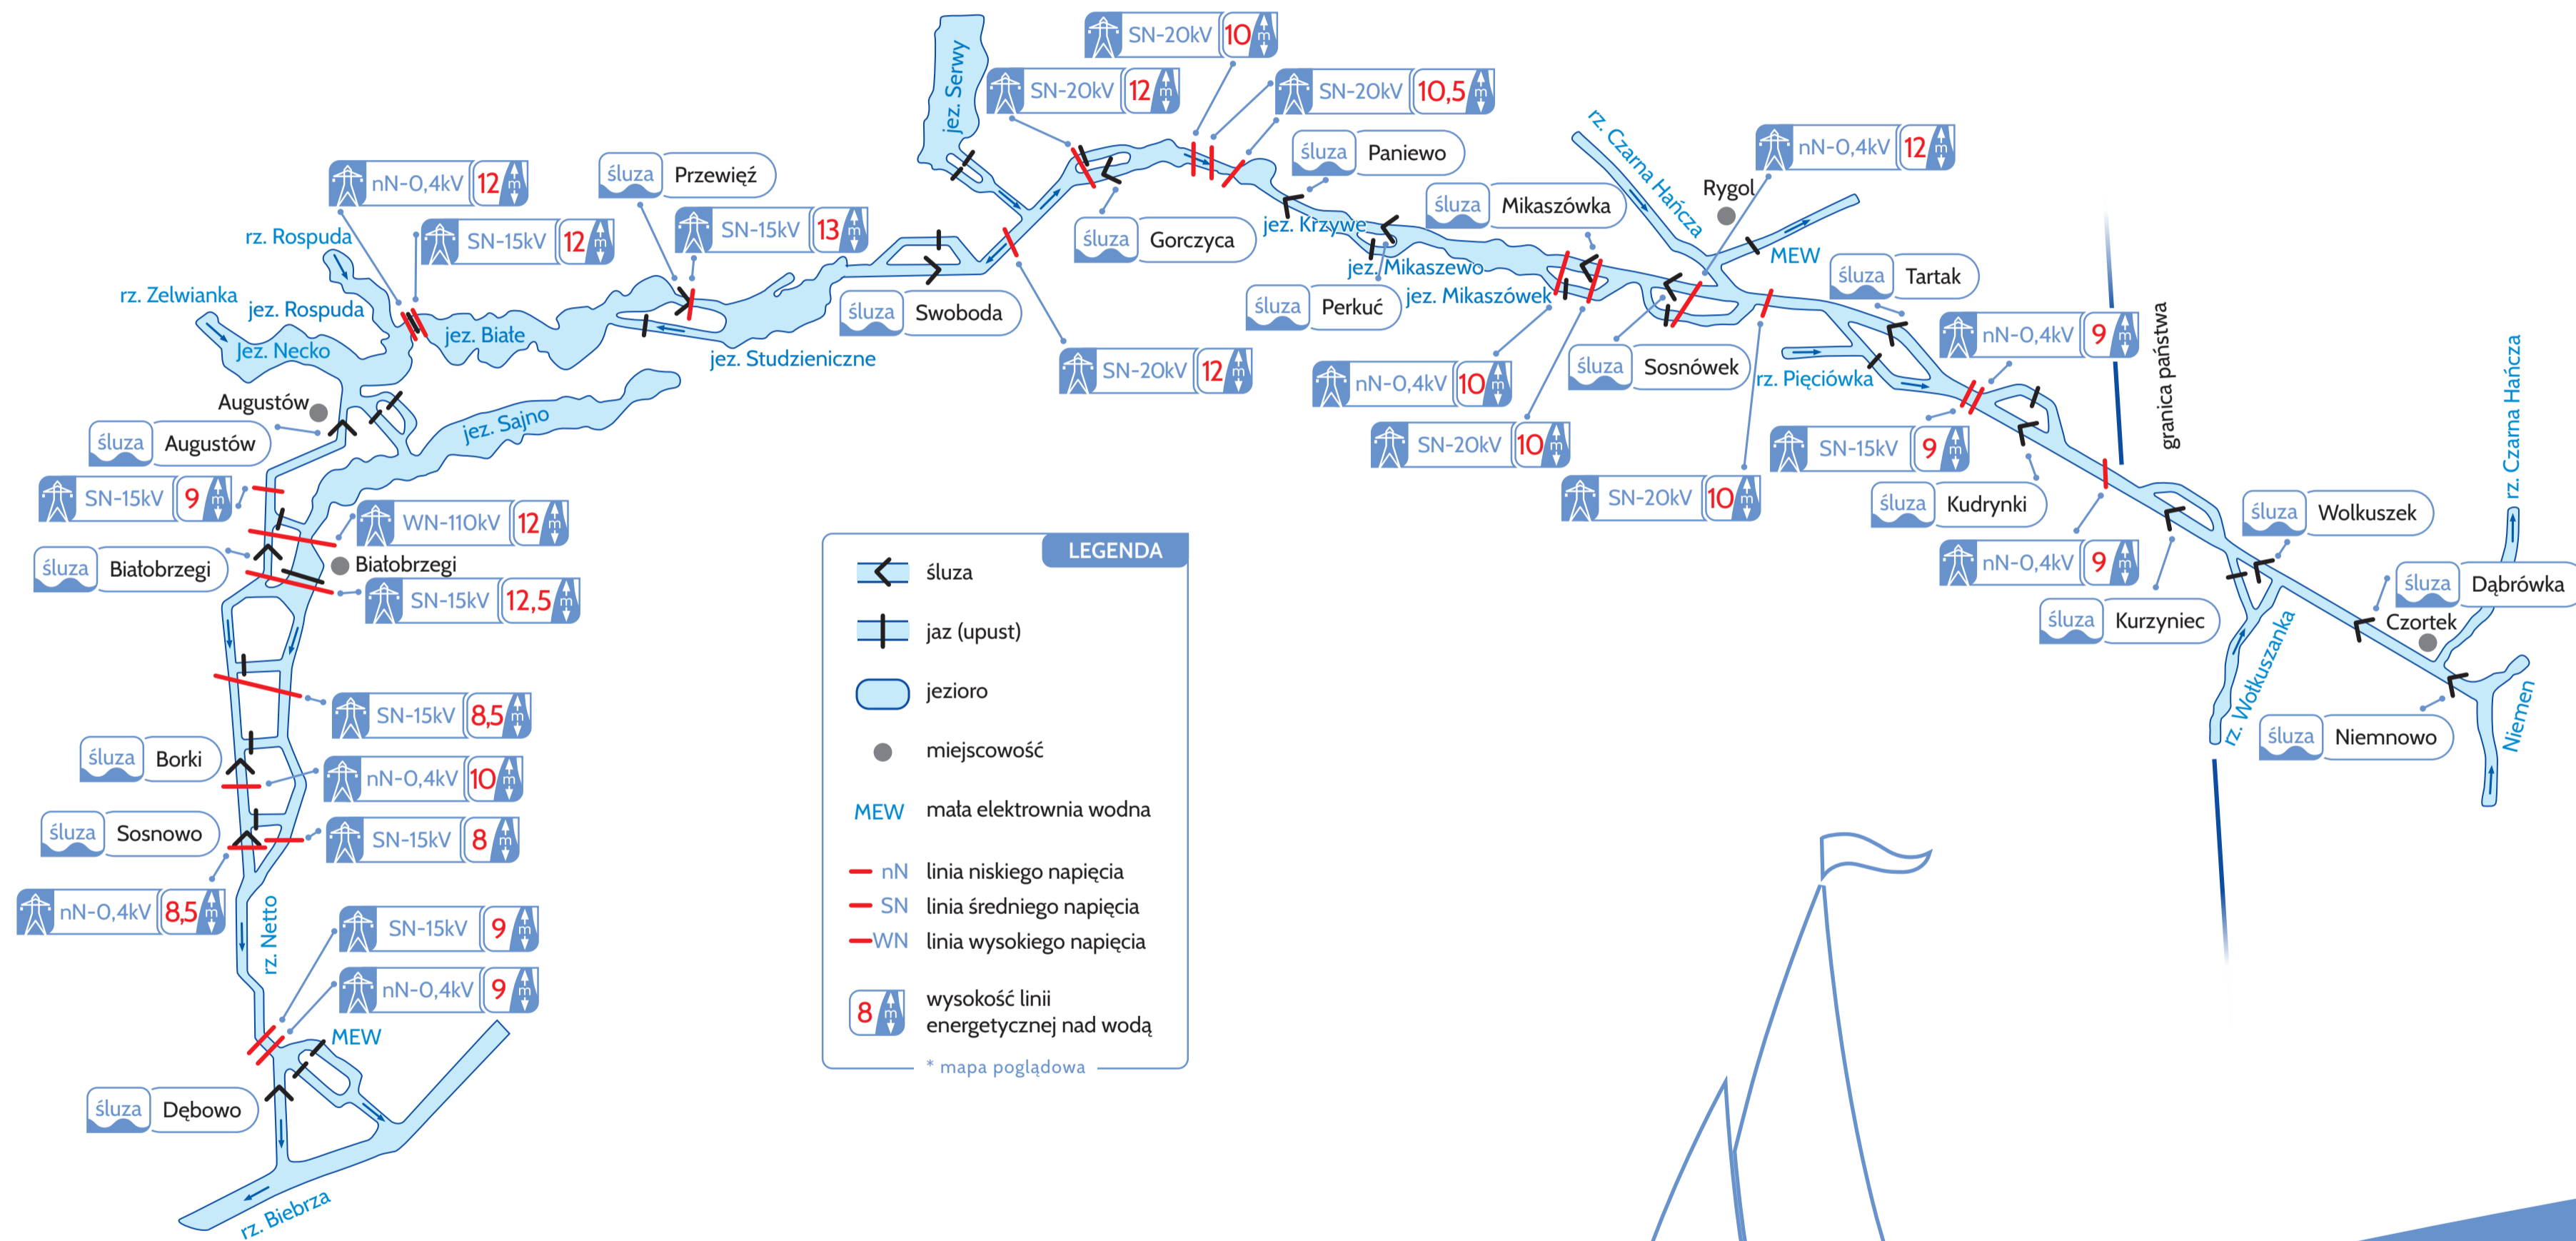 SN-20kV 10
SN-20kV 12
SN-20kV 10,5
jez. Serwy
rz. Czarna Hańcza
śluza Paniewo
nN-0,4kV 12
nN-0,4kV 12
śluza Przewięź
Rygol
SN-15kV 13
śluza Mikaszówka
rz. Rospuda
SN-15kV 12
śluza Gorczyca
jez. Krzywe
MEW
jez. Mikaszewo
śluza Tartak
rz. Zelwianka
jez. Rospuda
jez. Mikaszówek
śluza Swoboda
śluza Perkuć
Jez. Necko
jez. Białe
jez. Studzieniczne
SN-20kV 12
nN-0,4kV 10
śluza Sosnówek
rz. Pięciówka
nN-0,4kV 9
granica państwa
rz. Czarna Hańcza
Augustów
jez. Sajno
śluza Augustów
SN-20kV 10
SN-15kV 9
SN-15kV 9
SN-20kV 10
śluza Kudrynki
śluza Wolkuszek
WN-110kV 12
śluza Białobrzegi
Białobrzegi
nN-0,4kV 9
śluza Dąbrówka
SN-15kV 12,5
śluza Kurzyniec
Czortek
rz. Wołkuszanka
Niemen
śluza Niemnowo
SN-15kV 8,5
śluza Borki
nN-0,4kV 10
śluza Sosnowo
SN-15kV 8
nN-0,4kV 8,5
rz. Netto
SN-15kV 9
nN-0,4kV 9
MEW
śluza Dębowo
rz. Biebrza
LEGENDA
śluza
jaz (upust)
jezioro
miejscowość
MEW mała elektrownia wodna
nN linia niskiego napięcia
SN linia średniego napięcia
WN linia wysokiego napięcia
8 m wysokość linii
energetycznej nad wodą
* mapa poglądowa